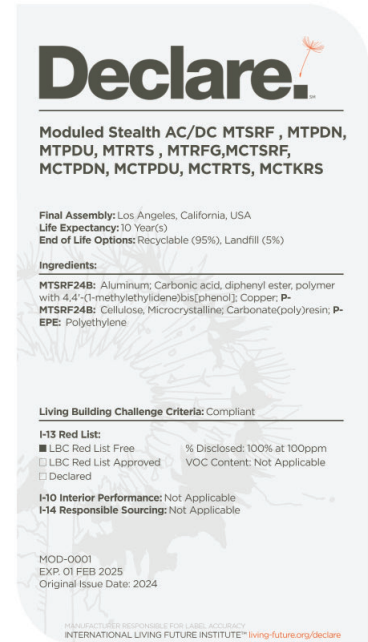 Declare.
Moduled Stealth AC/DC MTSRF , MTPDN,
MTPDU, MTRTS , MTRFG,MCTSRF,
MCTPDN, MCTPDU, MCTRTS, MCTKRS
Final Assembly: Los Angeles, California, USA
Life Expectancy: 10 Year(s)
End of Life Options: Recyclable (95%), Landfill (5%)
Ingredients:
MTSRF24B: Aluminum; Carbonic acid, diphenyl ester, polymer
with 4,4'-(1-methylethylidene)bis[phenol]; Copper; P-
MTSRF24B: Cellulose, Microcrystalline; Carbonate(poly)resin; P-
EPE: Polyethylene
Living Building Challenge Criteria: Compliant
I-13 Red List:
■ LBC Red List Free % Disclosed: 100% at 100ppm
□ LBC Red List Approved VOC Content: Not Applicable
□ Declared
I-10 Interior Performance: Not Applicable
I-14 Responsible Sourcing: Not Applicable
MOD-0001
EXP. 01 FEB 2025
Original Issue Date: 2024
MANUFACTURER RESPONSIBLE FOR LABEL ACCURACY
INTERNATIONAL LIVING FUTURE INSTITUTE™ living-future.org/declare